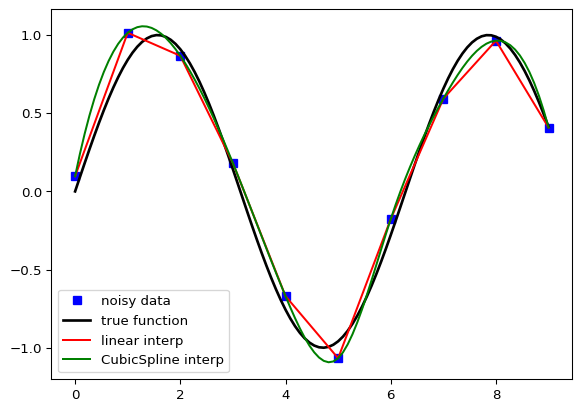 1.0
0.5
0.0
−0.5
−1.0
noisy data
true function
linear interp
CubicSpline interp
0 2 4 6 8